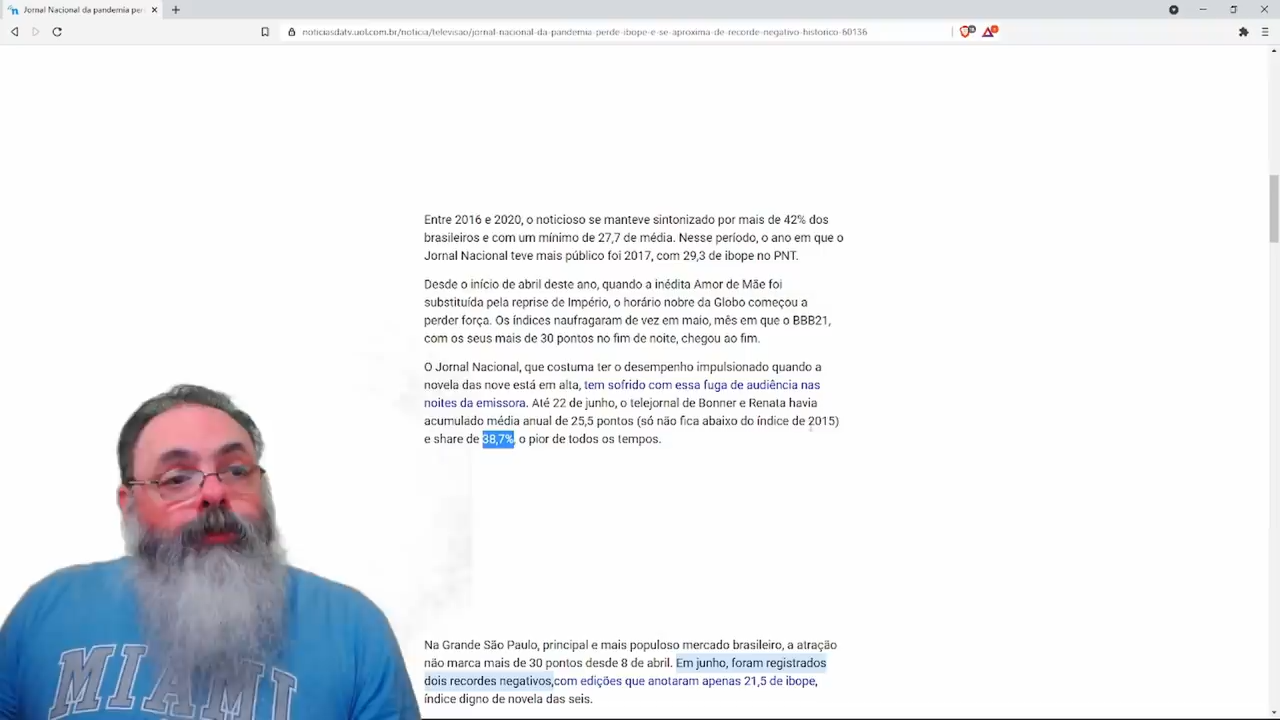 Jornal Nacional da pandemia per
noticiasdatv.uol.com.br/noticia/televisao/jornal-nacional-da-pandemia-perde-ibope-e-se-aproxima-de-recorde-negativo-historico-60136
Entre 2016 e 2020, o noticioso se manteve sintonizado por mais de 42% dos
brasileiros e com um mínimo de 27,7 de média. Nesse período, o ano em que o
Jornal Nacional teve mais público foi 2017, com 29,3 de ibope no PNT.
Desde o início de abril deste ano, quando a inédita Amor de Mãe foi
substituída pela reprise de Império, o horário nobre da Globo começou a
perder força. Os índices naufragaram de vez em maio, mês em que o BBB21,
com os seus mais de 30 pontos no fim de noite, chegou ao fim.
O Jornal Nacional, que costuma ter o desempenho impulsionado quando a
novela das nove está em alta, tem sofrido com essa fuga de audiência nas
noites da emissora. Até 22 de junho, o telejornal de Bonner e Renata havia
acumulado média anual de 25,5 pontos (só não fica abaixo do índice de 2015)
e share de 38,7%, o pior de todos os tempos.
Na Grande São Paulo, principal e mais populoso mercado brasileiro, a atração
não marca mais de 30 pontos desde 8 de abril. Em junho, foram registrados
dois recordes negativos,com edições que anotaram apenas 21,5 de ibope,
índice digno de novela das seis.
MIAMI